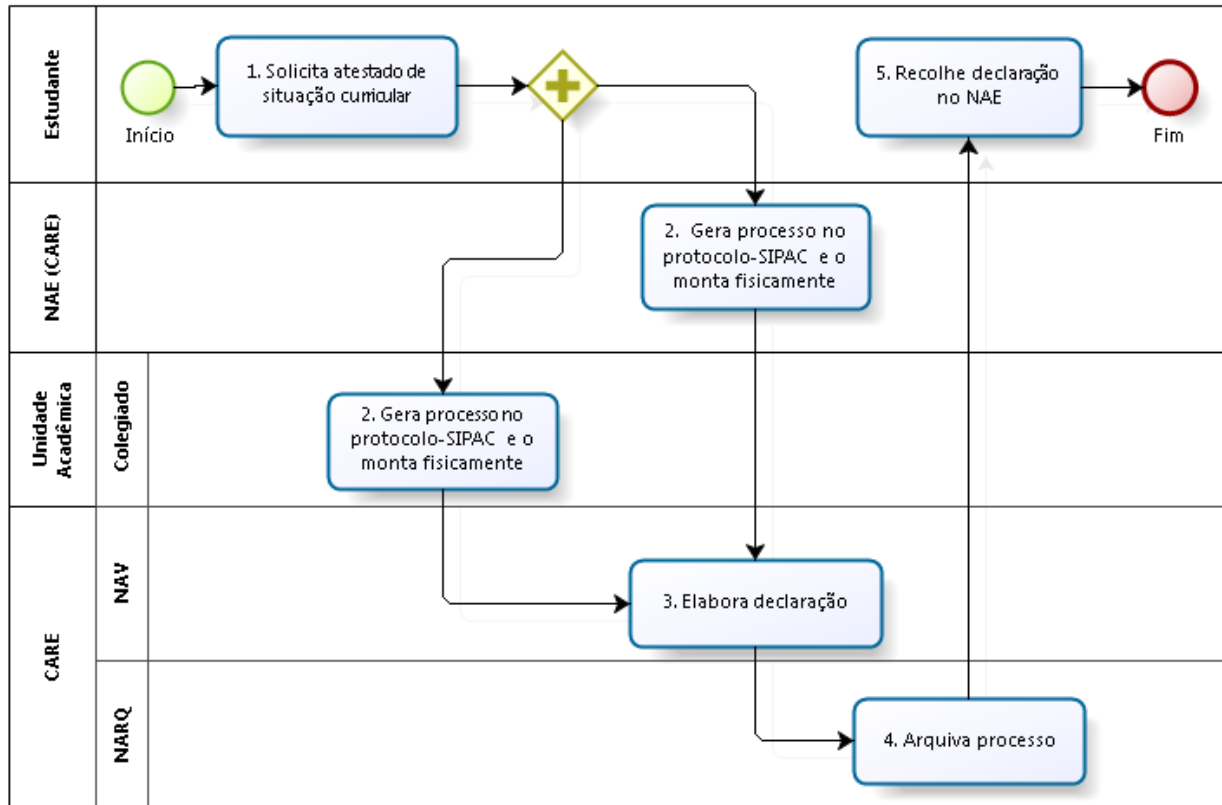 Estudante
Início
1. Solicita atestado de
situação curricular
5. Recolhe declaração
no NAE
Fim
NAE (CARE)
2. Gera processo no
protocolo-SIPAC e o
monta fisicamente
Unidade
Acadêmica
Colegiado
2. Gera processo no
protocolo-SIPAC e o
monta fisicamente
CARE
NAV
3. Elabora declaração
NARQ
4. Arquiva processo